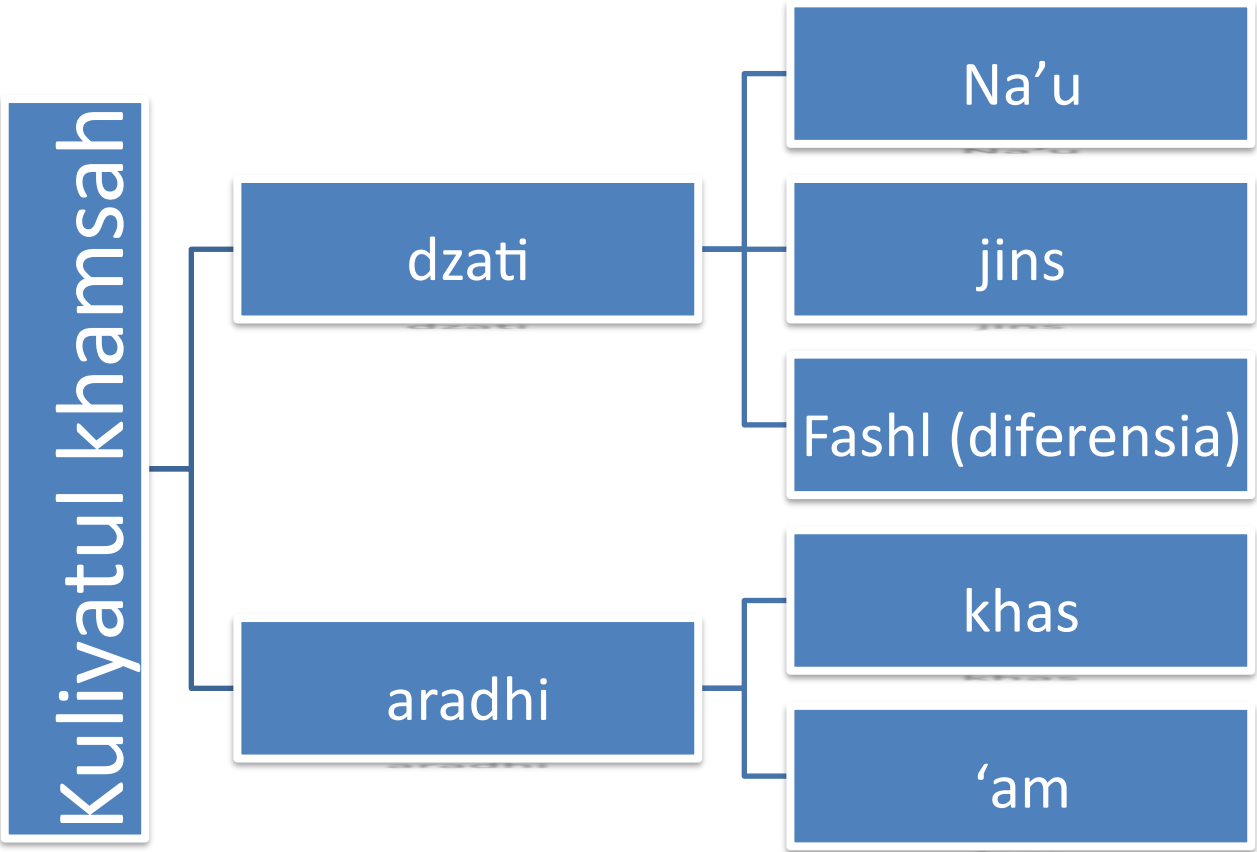 Kuliyatul khamsah
dzati
Na’u
jins
Fashl (diferensia)
aradhi
khas
‘am